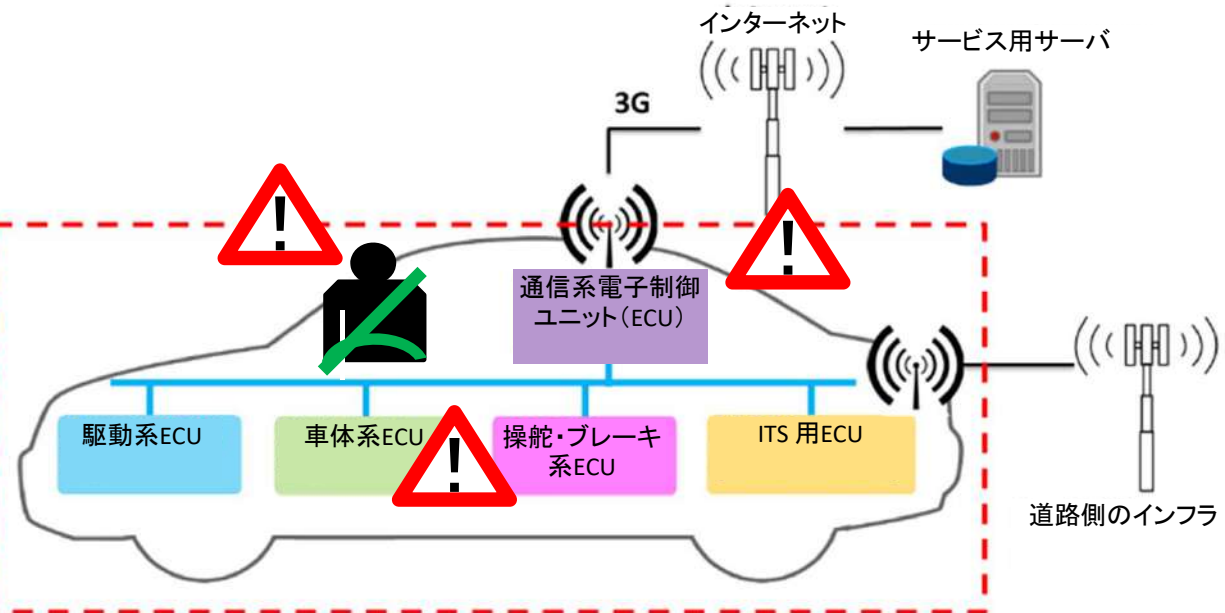 インターネット
サービス用サーバ
3G
!
!
通信系電子制御
ユニット（ECU）
駆動系ECU
車体系ECU
!
操舵・ブレーキ
系ECU
ITS 用ECU
道路側のインフラ